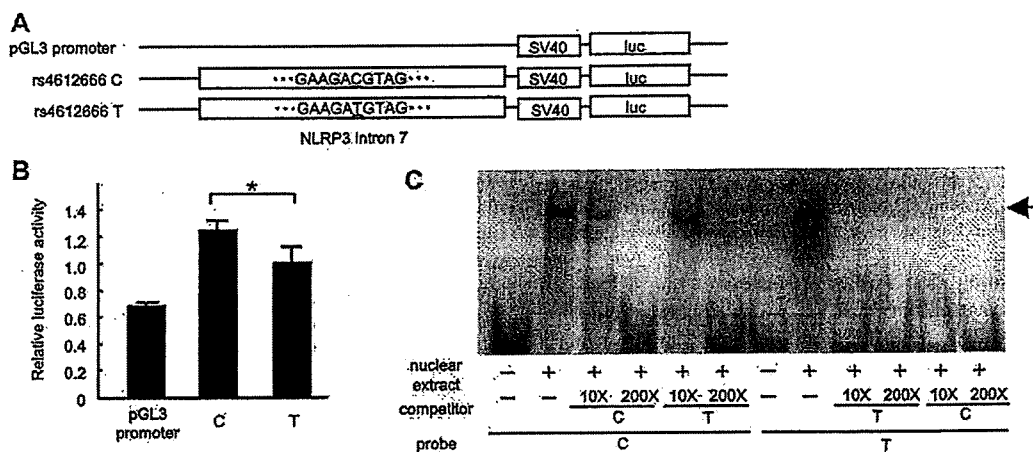 A
pGL3 promoter SV40 luc
rs4612666 C ···GAAGACGTAG··· SV40 luc
rs4612666 T ···GAAGATGTAG··· SV40 luc
NLRP3 Intron 7
B
Relative luciferase activity
1.4
1.2
1.0
0.8
0.6
0.4
0.2
0
*
pGL3 promoter C T
C
nuclear extract − + + + + + − + + + + +
competitor − − 10X 200X 10X 200X − − 10X 200X 10X 200X
C T T C
probe C T